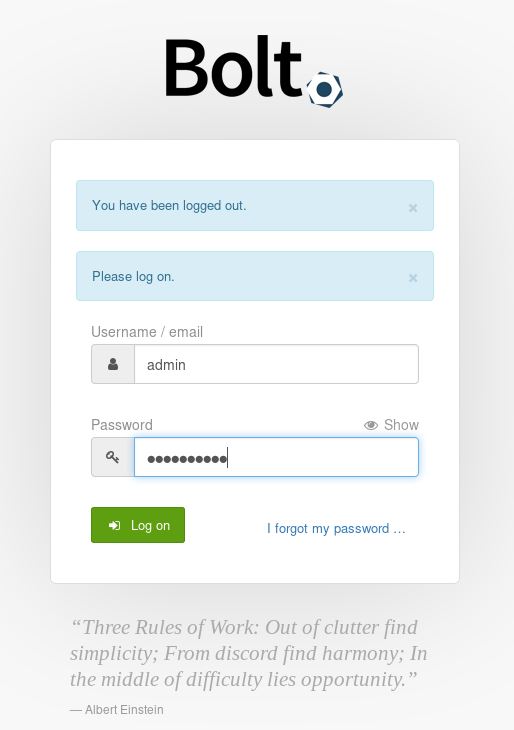 Bolt
You have been logged out.
×
Please log on.
×
Username / email
admin
Password
Show
●●●●●●●●●●
Log on
I forgot my password …
“Three Rules of Work: Out of clutter find
simplicity; From discord find harmony; In
the middle of difficulty lies opportunity.”
— Albert Einstein